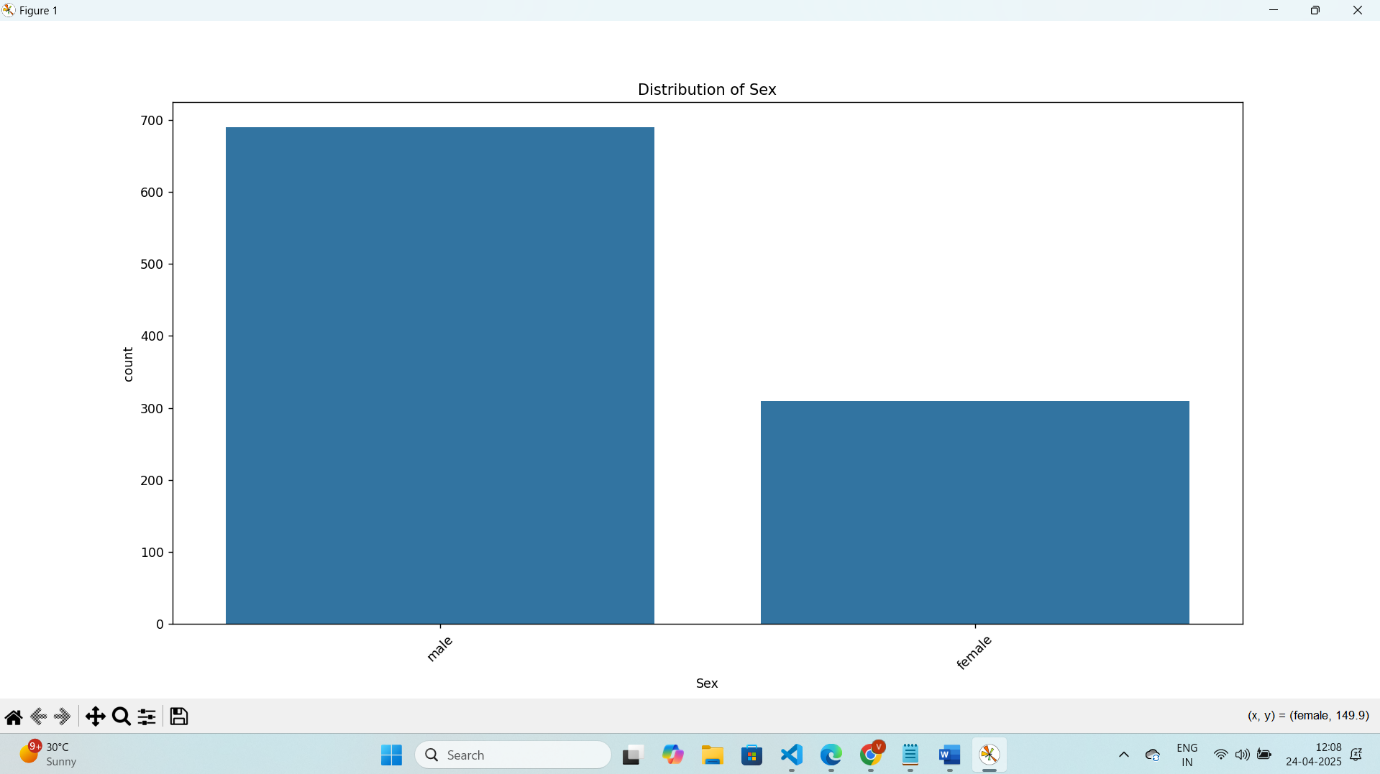 Figure 1
Distribution of Sex
700
600
500
400
300
200
100
0
count
male
female
Sex
(x, y) = (female, 149.9)
9+
30°C
Sunny
Search
V
W
ENG
IN
12:08
24-04-2025